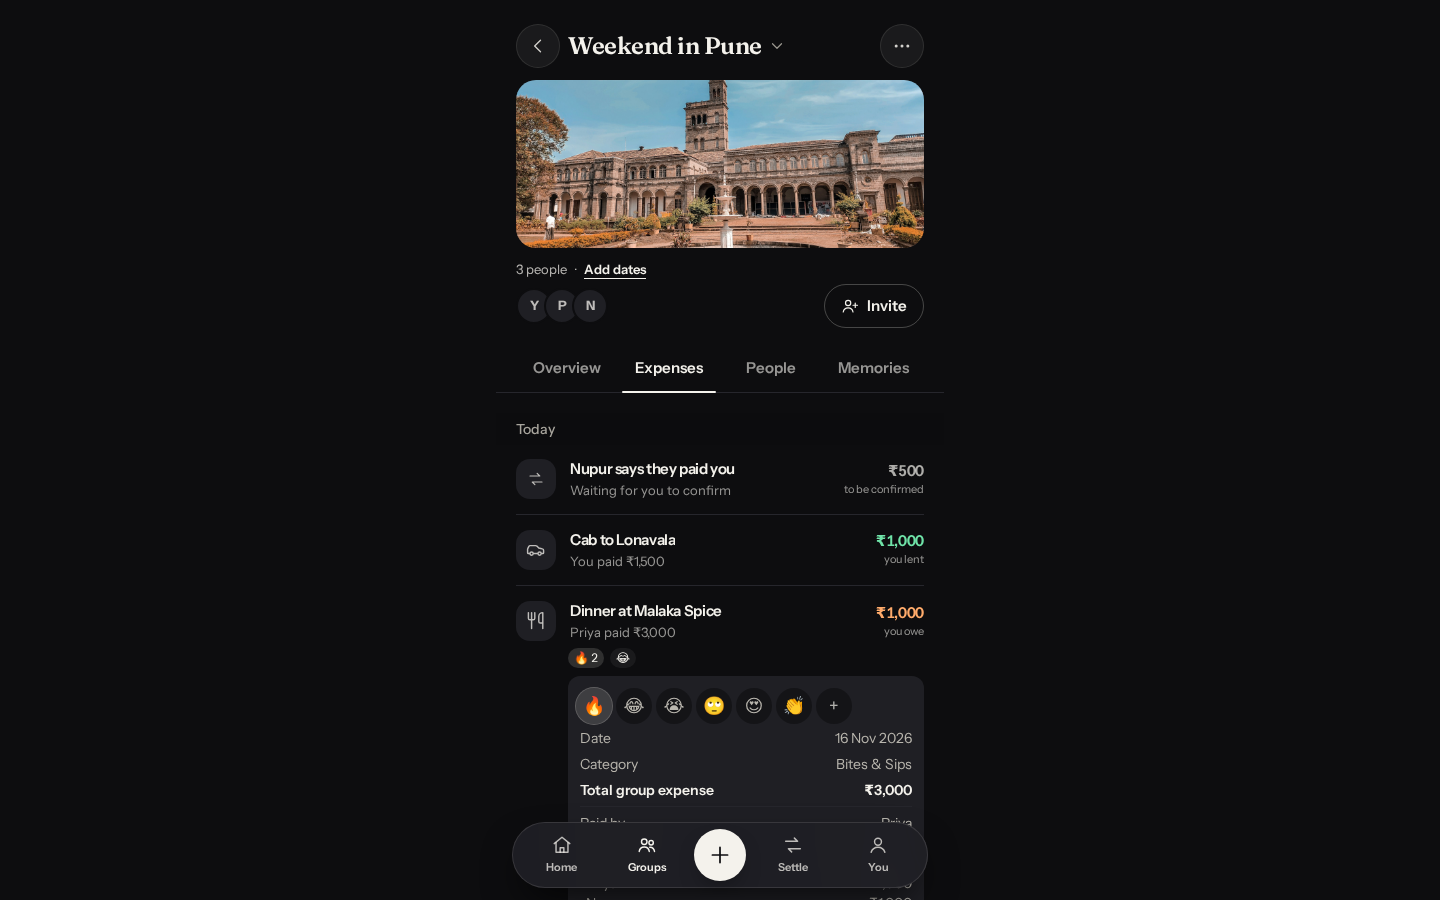 Weekend in Pune
3 people · Add dates
Y P N
Invite
Overview Expenses People Memories
Today
Nupur says they paid you ₹500
Waiting for you to confirm to be confirmed
Cab to Lonavala ₹1,000
You paid ₹1,500 you lent
Dinner at Malaka Spice ₹1,000
Priya paid ₹3,000 you owe
🔥 2 😂
🔥 😂 😭 🙄 😍 👏 +
Date 16 Nov 2026
Category Bites & Sips
Total group expense ₹3,000
Paid by Priya
Home Groups Settle You